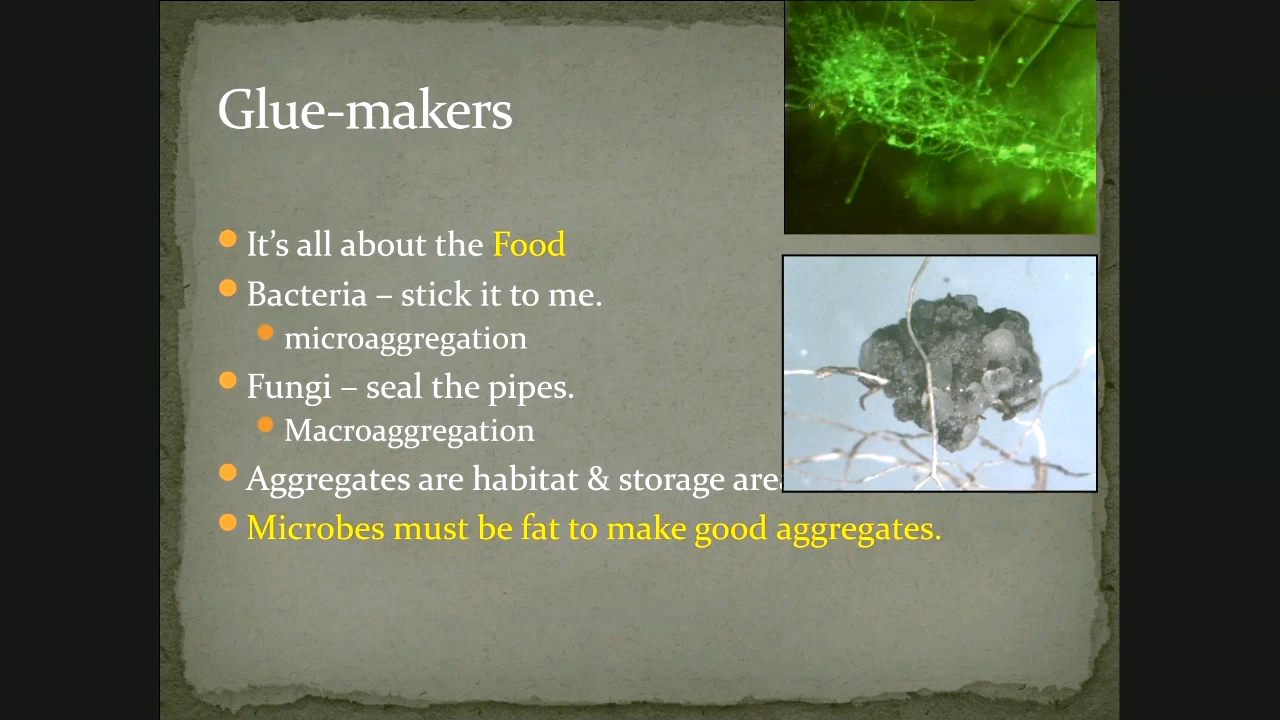 Glue-makers
It’s all about the Food
Bacteria – stick it to me.
microaggregation
Fungi – seal the pipes.
Macroaggregation
Aggregates are habitat & storage
Microbes must be fat to make good aggregates.